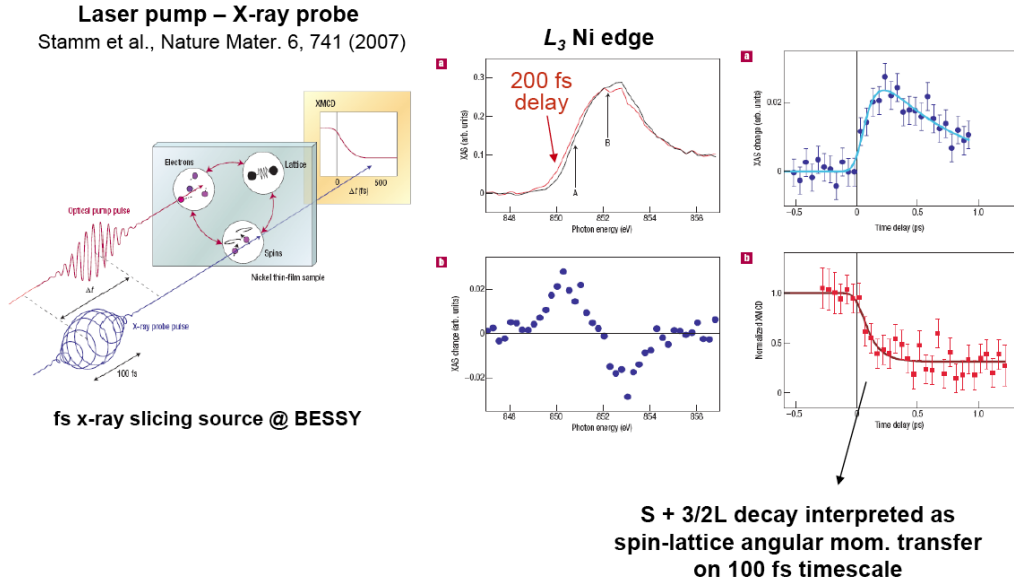 Laser pump – X-ray probe
Stamm et al., Nature Mater. 6, 741 (2007)
XMCD
0
500
ΔT (fs)
Electrons
Lattice
Spins
Optical pump pulse
Nickel thin-film sample
Δt
X-ray probe pulse
100 fs
fs x-ray slicing source @ BESSY
L3 Ni edge
a
200 fs
delay
XAS (arb. units)
0.3
0.2
0.1
0
A
B
848
850
852
854
856
Photon energy (eV)
b
XAS change (arb. units)
0.02
0
−0.02
848
850
852
854
856
Photon energy (eV)
a
XAS change (arb. units)
0.02
0
−0.5
0
0.5
1.0
Time delay (ps)
b
Normalized XMCD
1.0
0.5
0
−0.5
0
0.5
1.0
Time delay (ps)
S + 3/2L decay interpreted as
spin-lattice angular mom. transfer
on 100 fs timescale